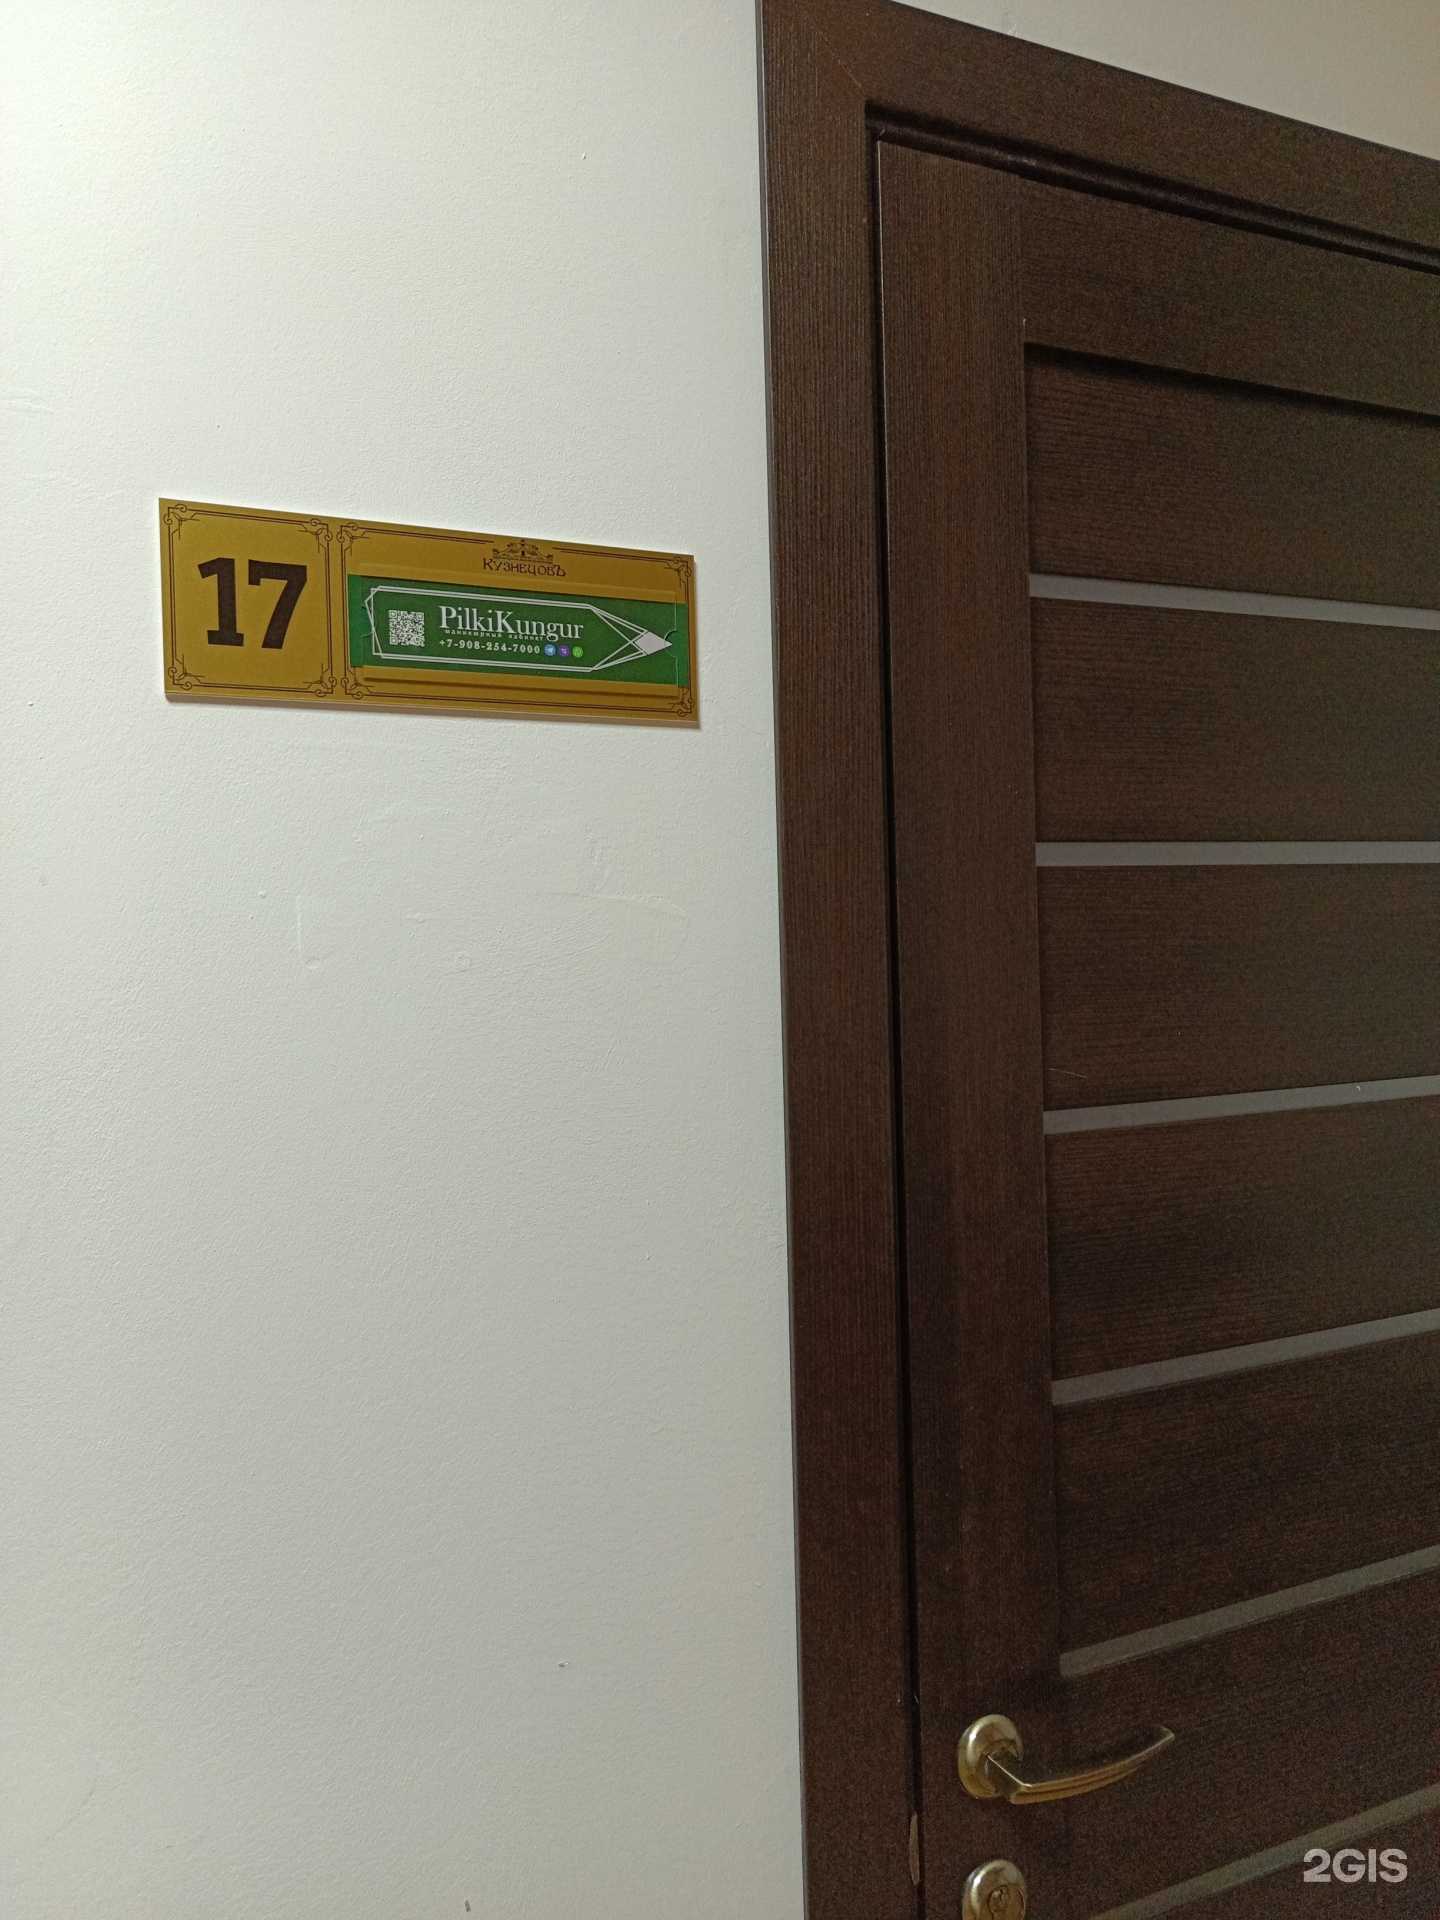 17
КУЗНЕЦОВЪ
PilkiKungur
маникюрный кабинет
+7-908-254-7000
2GIS